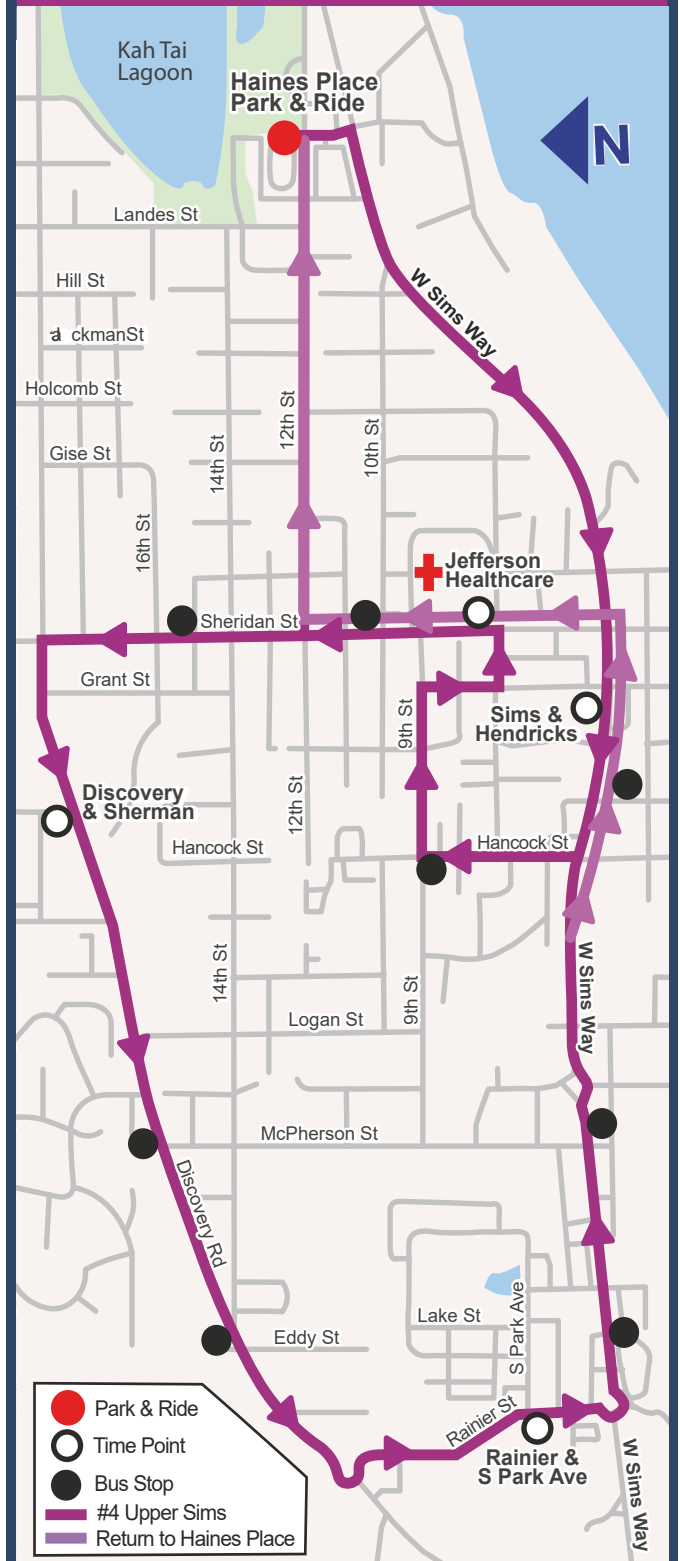 Kah Tai
Lagoon
Haines Place
Park & Ride
N
Landes St
W Sims Way
Hill St
ckmanSt
Holcomb St
12th St
10th St
14th St
Gise St
16th St
Jefferson
Healthcare
Sheridan St
Grant St
9th St
Sims &
Hendricks
Discovery
& Sherman
12th St
Hancock St
Hancock St
14th St
9th St
W Sims Way
Logan St
McPherson St
Discovery Rd
S Park Ave
Lake St
Eddy St
Rainier St
Rainier &
S Park Ave
W Sims Way
Park & Ride
Time Point
Bus Stop
#4 Upper Sims
Return to Haines Place